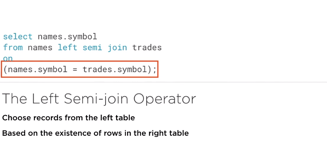 select names.symbol
from names left semi join trades
on
(names.symbol = trades.symbol);
The Left Semi-join Operator
Choose records from the left table
Based on the existence of rows in the right table